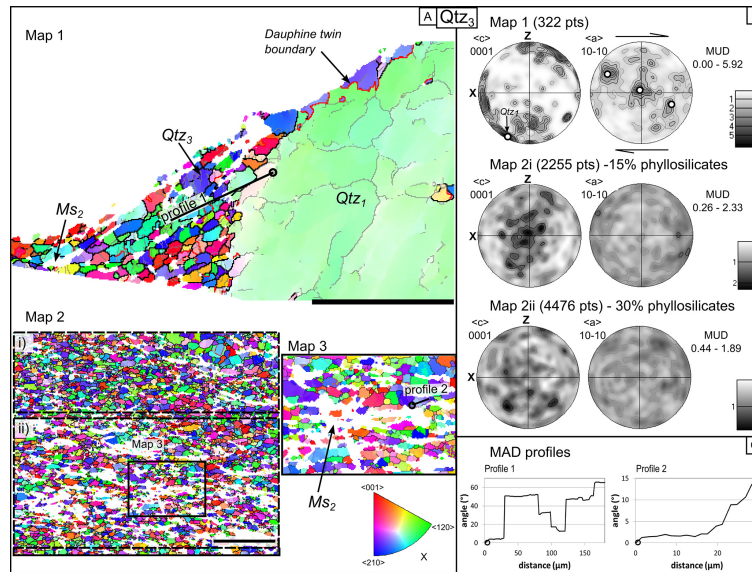 Map 1
A
Qtz3
Dauphine twin
boundary
Qtz3
profile 1
Ms2
Qtz1
Map 2
i)
ii)
Map 3
Map 3
profile 2
Ms2
<001>
<120>
<210>
X
Map 1 (322 pts)
<c>
0001
Z
<a>
10-10
MUD
0.00 - 5.92
X
Qtz1
1
2
3
4
5
Map 2i (2255 pts) -15% phyllosilicates
<c>
0001
Z
<a>
10-10
MUD
0.26 - 2.33
X
1
2
Map 2ii (4476 pts) - 30% phyllosilicates
<c>
0001
Z
<a>
10-10
MUD
0.44 - 1.89
X
1
MAD profiles
Profile 1
angle (°)
60
40
20
0
0
50
100
150
distance (µm)
Profile 2
angle (°)
15
10
5
0
0
10
20
distance (µm)